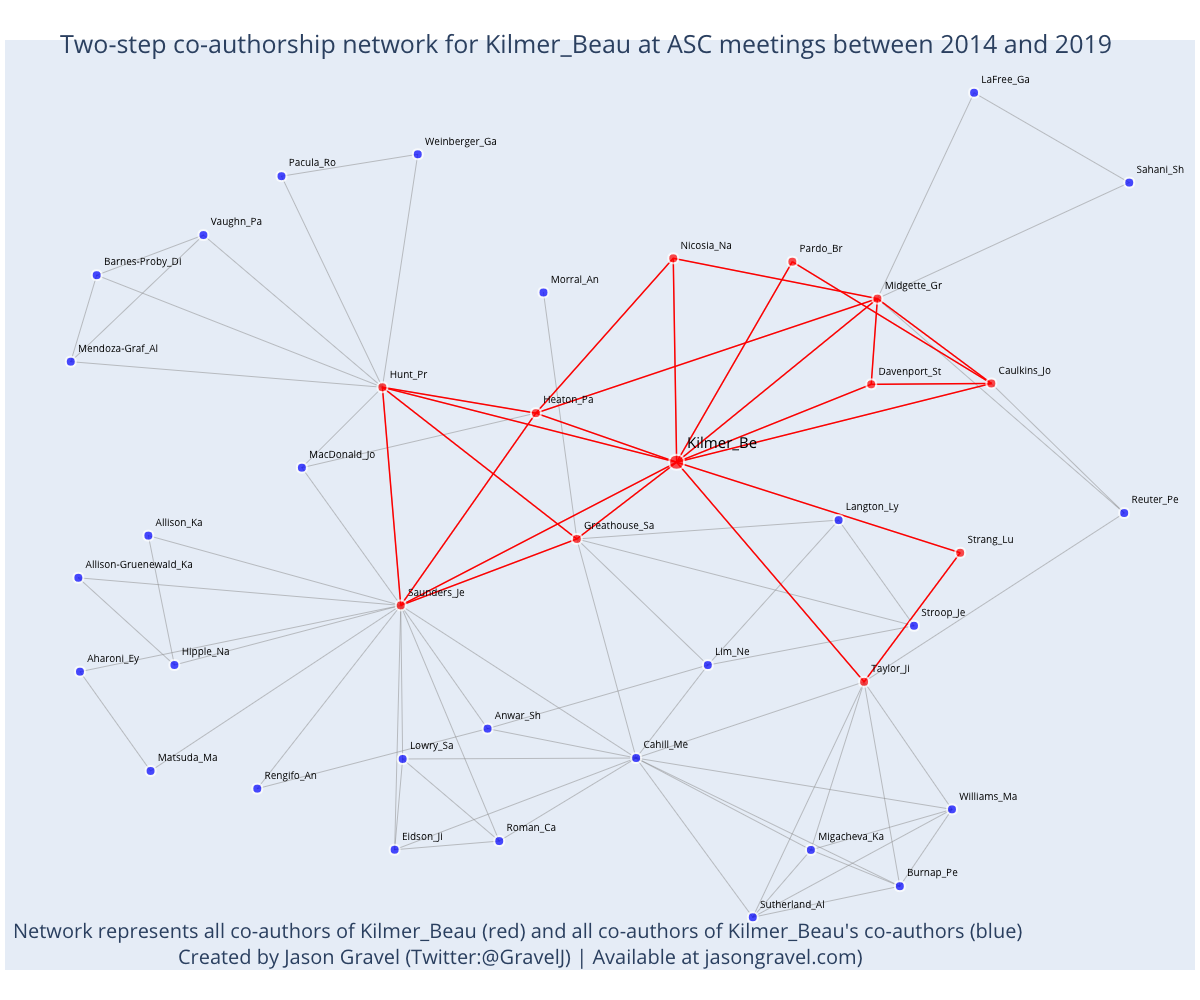 Two-step co-authorship network for Kilmer_Beau at ASC meetings between 2014 and 2019
LaFree_Ga
Weinberger_Ga
Pacula_Ro
Sahani_Sh
Vaughn_Pa
Nicosia_Na
Pardo_Br
Barnes-Proby_Di
Morral_An
Midgette_Gr
Mendoza-Graf_Al
Hunt_Pr
Davenport_St
Caulkins_Jo
Heaton_Pa
Kilmer_Be
MacDonald_Jo
Reuter_Pe
Langton_Ly
Allison_Ka
Greathouse_Sa
Strang_Lu
Allison-Gruenewald_Ka
Saunders_Je
Stroop_Je
Hippie_Na
Aharoni_Ey
Lim_Ne
Taylor_Ji
Anwar_Sh
Lowry_Sa
Cahill_Me
Matsuda_Ma
Rengifo_An
Williams_Ma
Roman_Ca
Eidson_Ji
Migacheva_Ka
Burnap_Pe
Sutherland_Al
Network represents all co-authors of Kilmer_Beau (red) and all co-authors of Kilmer_Beau's co-authors (blue)
Created by Jason Gravel (Twitter:@GravelJ) | Available at jasongravel.com)